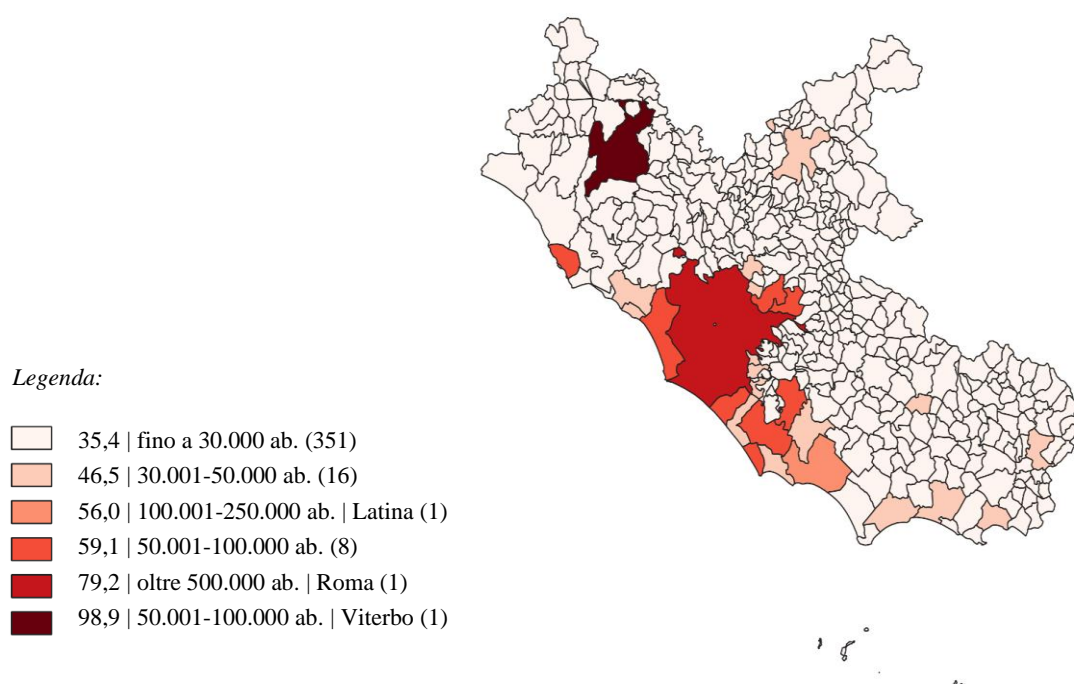 Legenda:
35,4 | fino a 30.000 ab. (351)
46,5 | 30.001-50.000 ab. (16)
56,0 | 100.001-250.000 ab. | Latina (1)
59,1 | 50.001-100.000 ab. (8)
79,2 | oltre 500.000 ab. | Roma (1)
98,9 | 50.001-100.000 ab. | Viterbo (1)